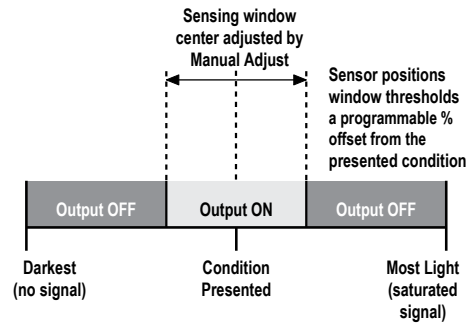 Sensing window
center adjusted by
Manual Adjust
Sensor positions
window thresholds
a programmable %
offset from the
presented condition
Output OFF
Output ON
Output OFF
Darkest
(no signal)
Condition
Presented
Most Light
(saturated
signal)